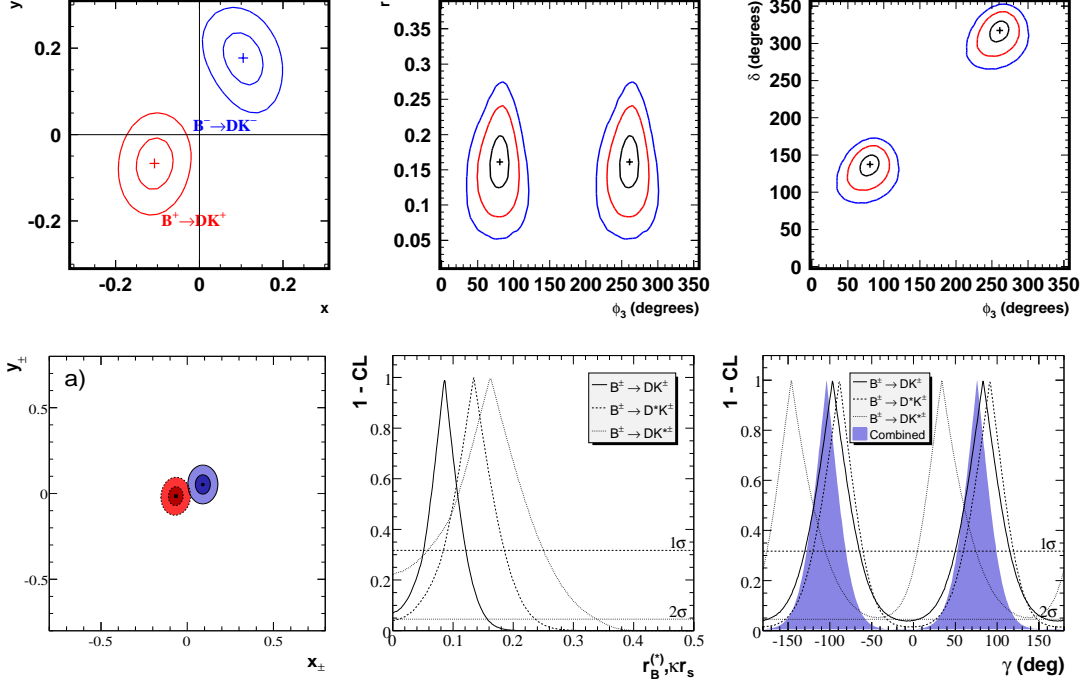 y
0.2
0
-0.2
-0.2
0
0.2
x
B⁻→DK⁻
B⁺→DK⁺
r
0.4
0.35
0.3
0.25
0.2
0.15
0.1
0.05
0 50 100 150 200 250 300 350
ϕ₃ (degrees)
δ (degrees)
350
300
250
200
150
100
50
0
0 50 100 150 200 250 300 350
ϕ₃ (degrees)
y±
a)
0.5
0
-0.5
-0.5
0
0.5
x±
1 - CL
1
0.8
0.6
0.4
0.2
0
B± → DK±
B± → D*K±
B± → DK*±
1σ
2σ
0 0.1 0.2 0.3 0.4 0.5
r_B^(*),κr_s
1 - CL
1
0.8
0.6
0.4
0.2
0
B± → DK±
B± → D*K±
B± → DK*±
Combined
1σ
2σ
-150 -100 -50 0 50 100 150
γ (deg)